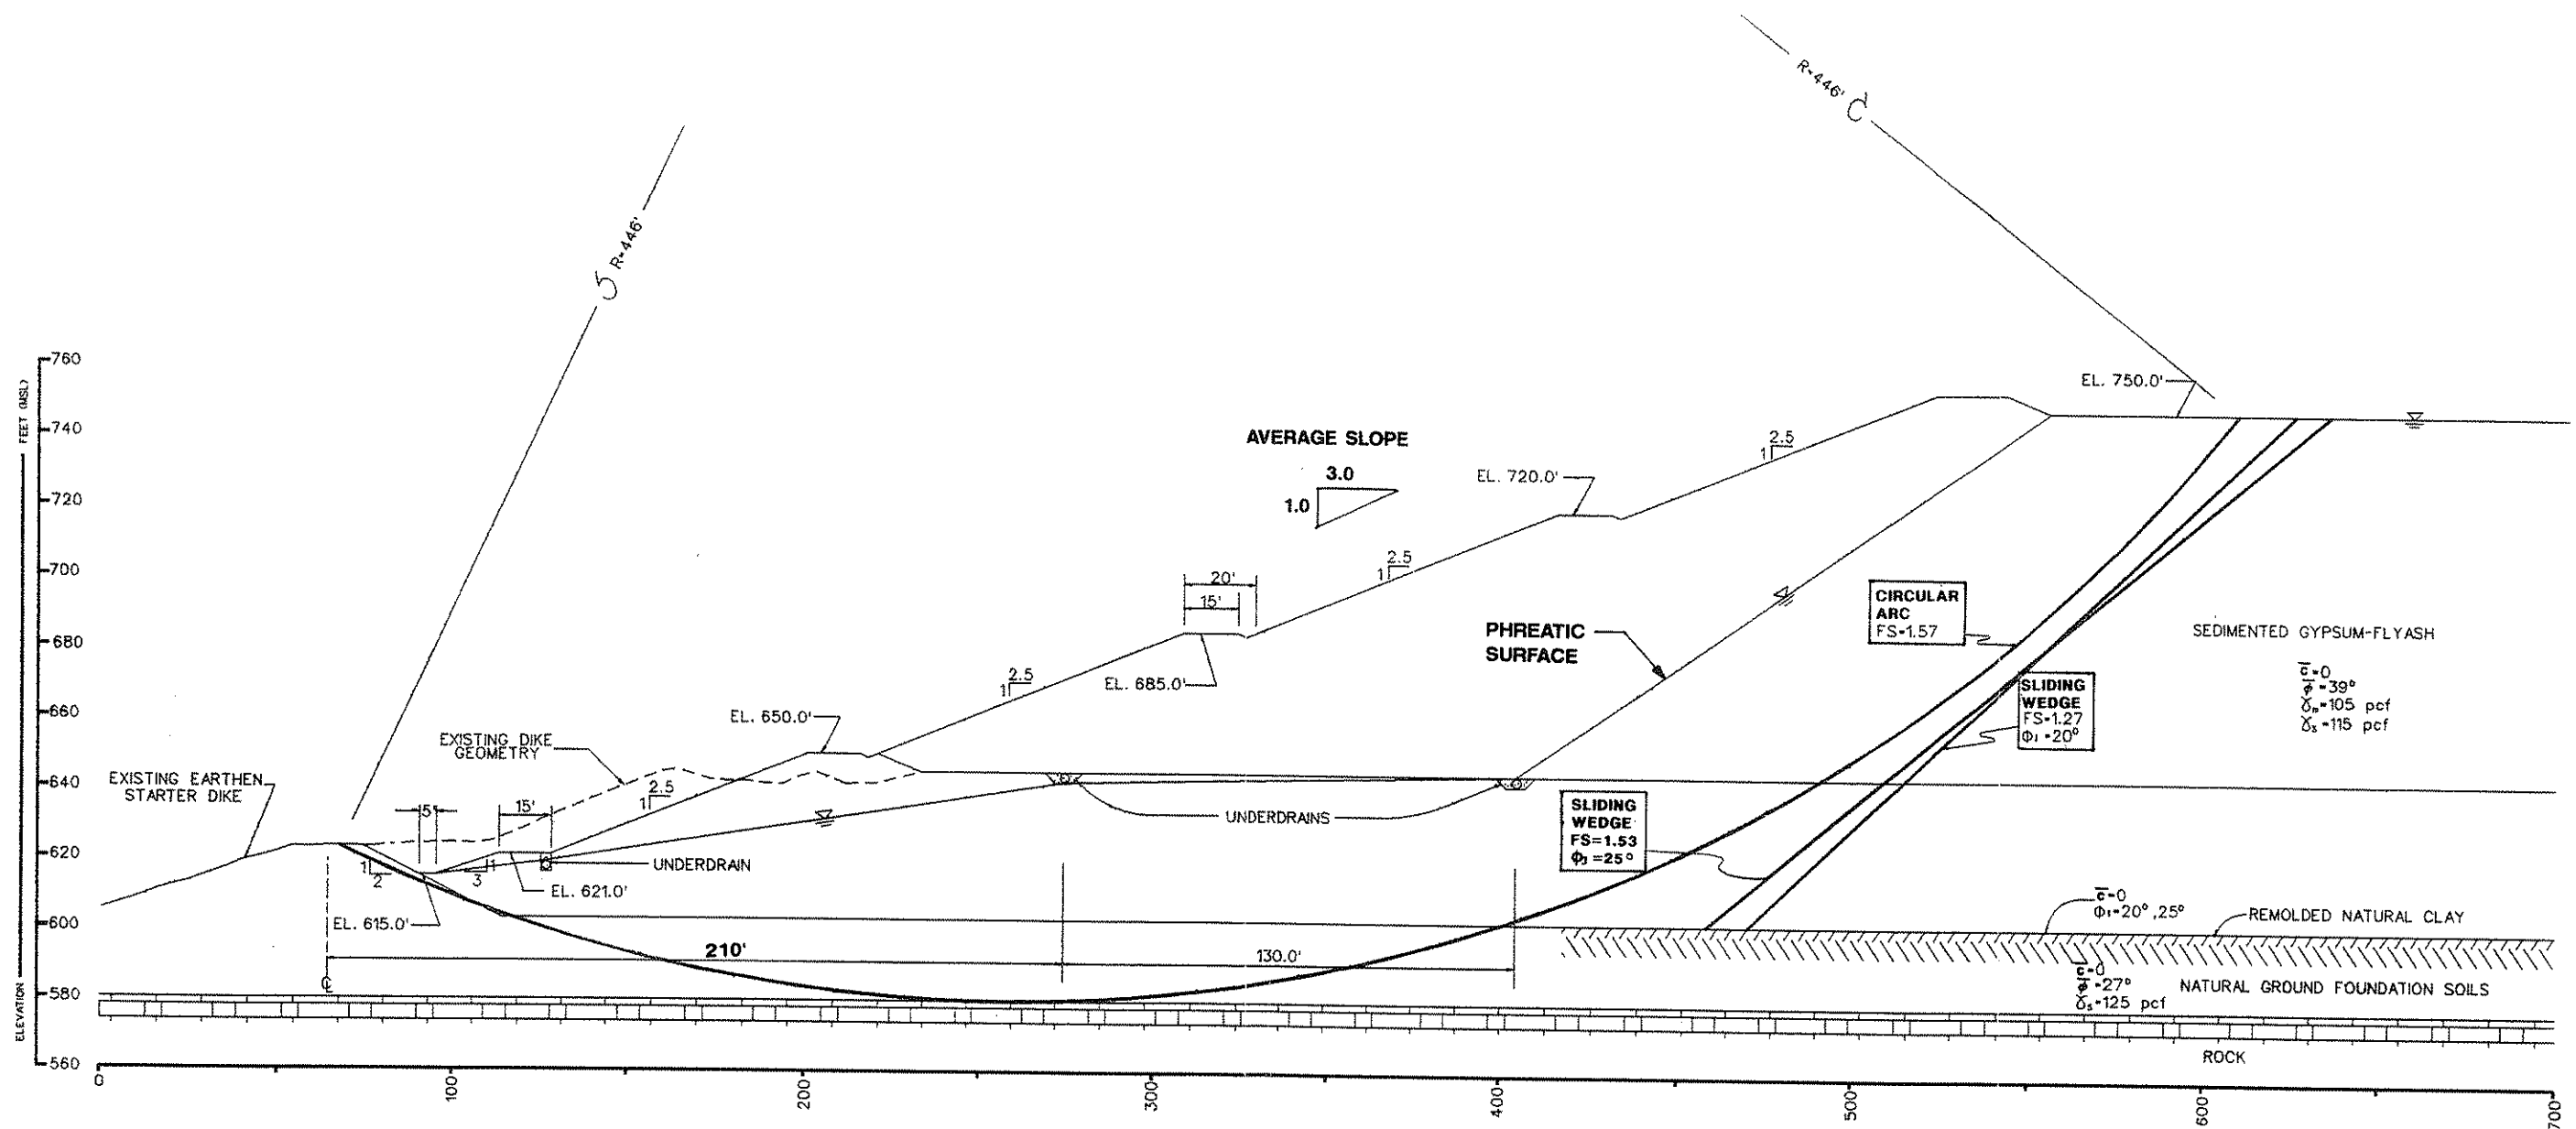 R=446'
R=446'
EL. 750.0'
760
740
720
700
680
660
640
620
600
580
560
ELEVATION
FEET (MSL)
AVERAGE SLOPE
3.0
1.0
2.5
1
EL. 720.0'
2.5
1
20'
15'
EL. 685.0'
2.5
1
EL. 650.0'
PHREATIC
SURFACE
CIRCULAR
ARC
FS=1.57
SEDIMENTED GYPSUM-FLYASH
c̅=0
ϕ̅=39°
γm=105 pcf
γs=115 pcf
SLIDING
WEDGE
FS=1.27
Φ1=20°
EXISTING DIKE
GEOMETRY
EXISTING EARTHEN
STARTER DIKE
5'
15'
2.5
1
UNDERDRAINS
SLIDING
WEDGE
FS=1.53
Φ3=25°
1
2
3
1
UNDERDRAIN
EL. 621.0'
EL. 615.0'
c̅=0
Φ1=20°,25°
REMOLDED NATURAL CLAY
210'
130.0'
℄
c̅=0
ϕ̅=27°
γs=125 pcf
NATURAL GROUND FOUNDATION SOILS
ROCK
0
100
200
300
400
500
600
700